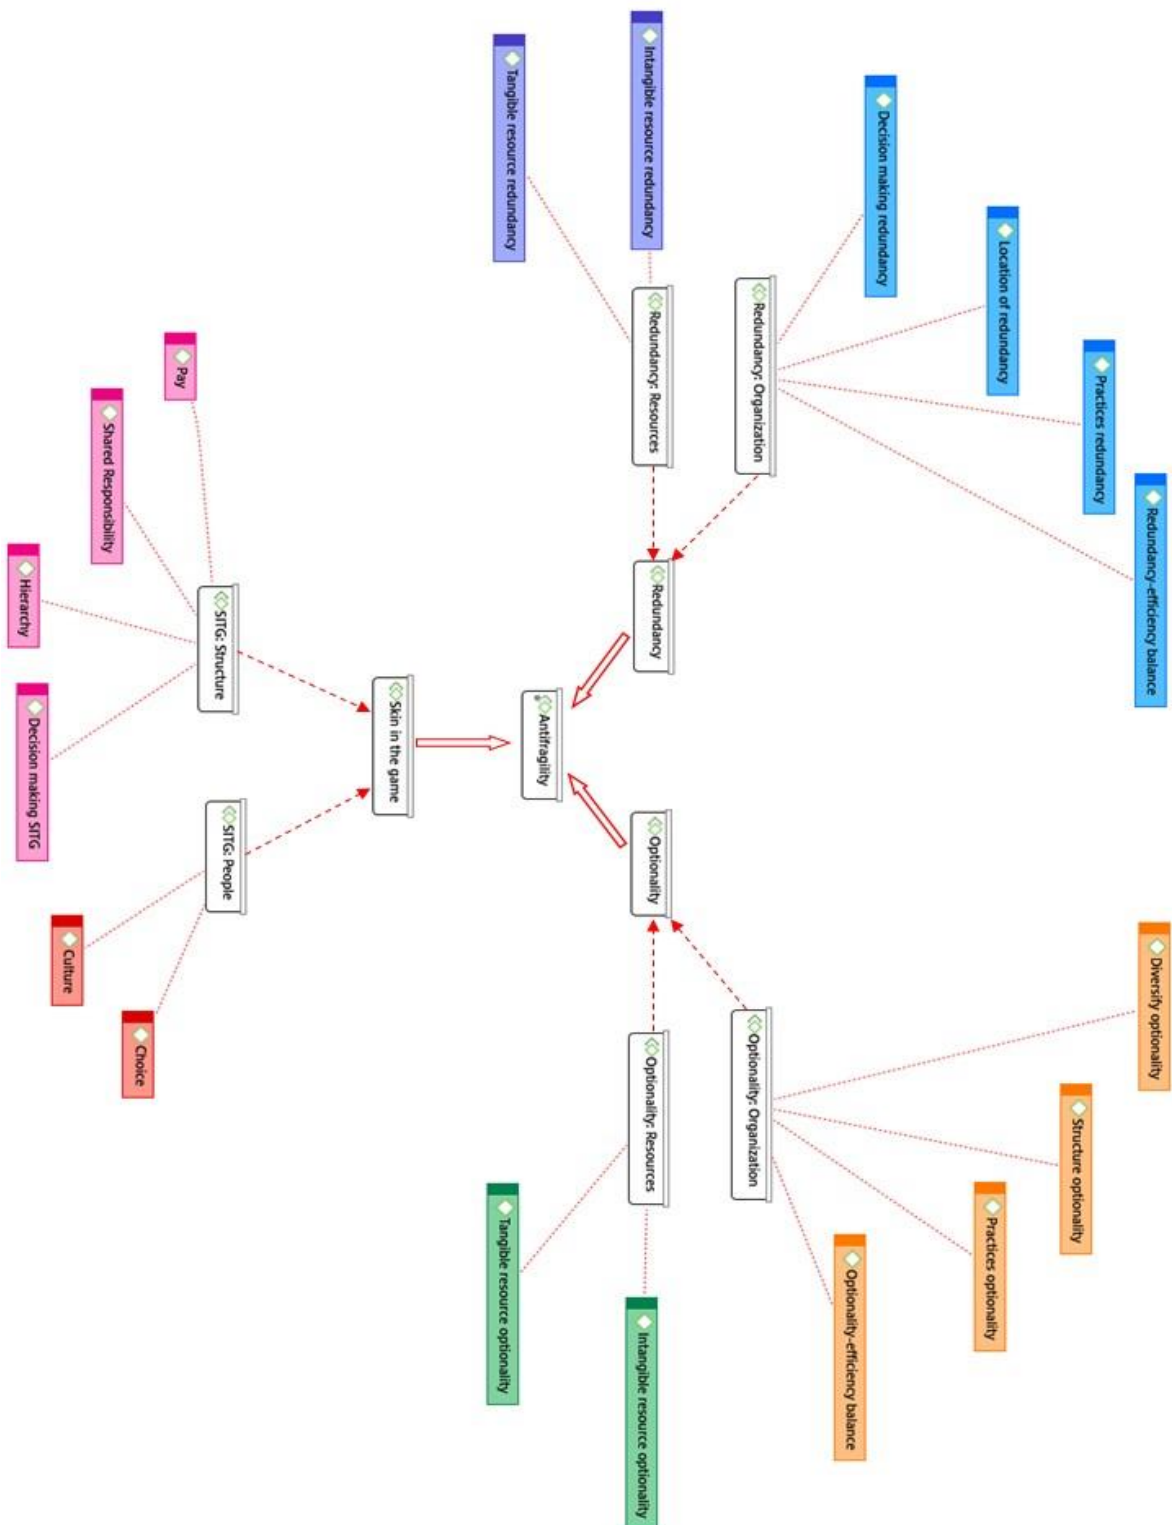 Redundancy-efficiency balance
Practices redundancy
Location of redundancy
Decision making redundancy
Diversify optionality
Structure optionality
Practices optionality
Optionality-efficiency balance
Redundancy: Organization
Optionality: Organization
Intangible resource redundancy
Redundancy: Resources
Redundancy
Optionality
Optionality: Resources
Intangible resource optionality
Tangible resource redundancy
Antifragility
Tangible resource optionality
Skin in the game
SITG: Structure
SITG: People
Pay
Shared Responsibility
Hierarchy
Decision making SITG
Culture
Choice